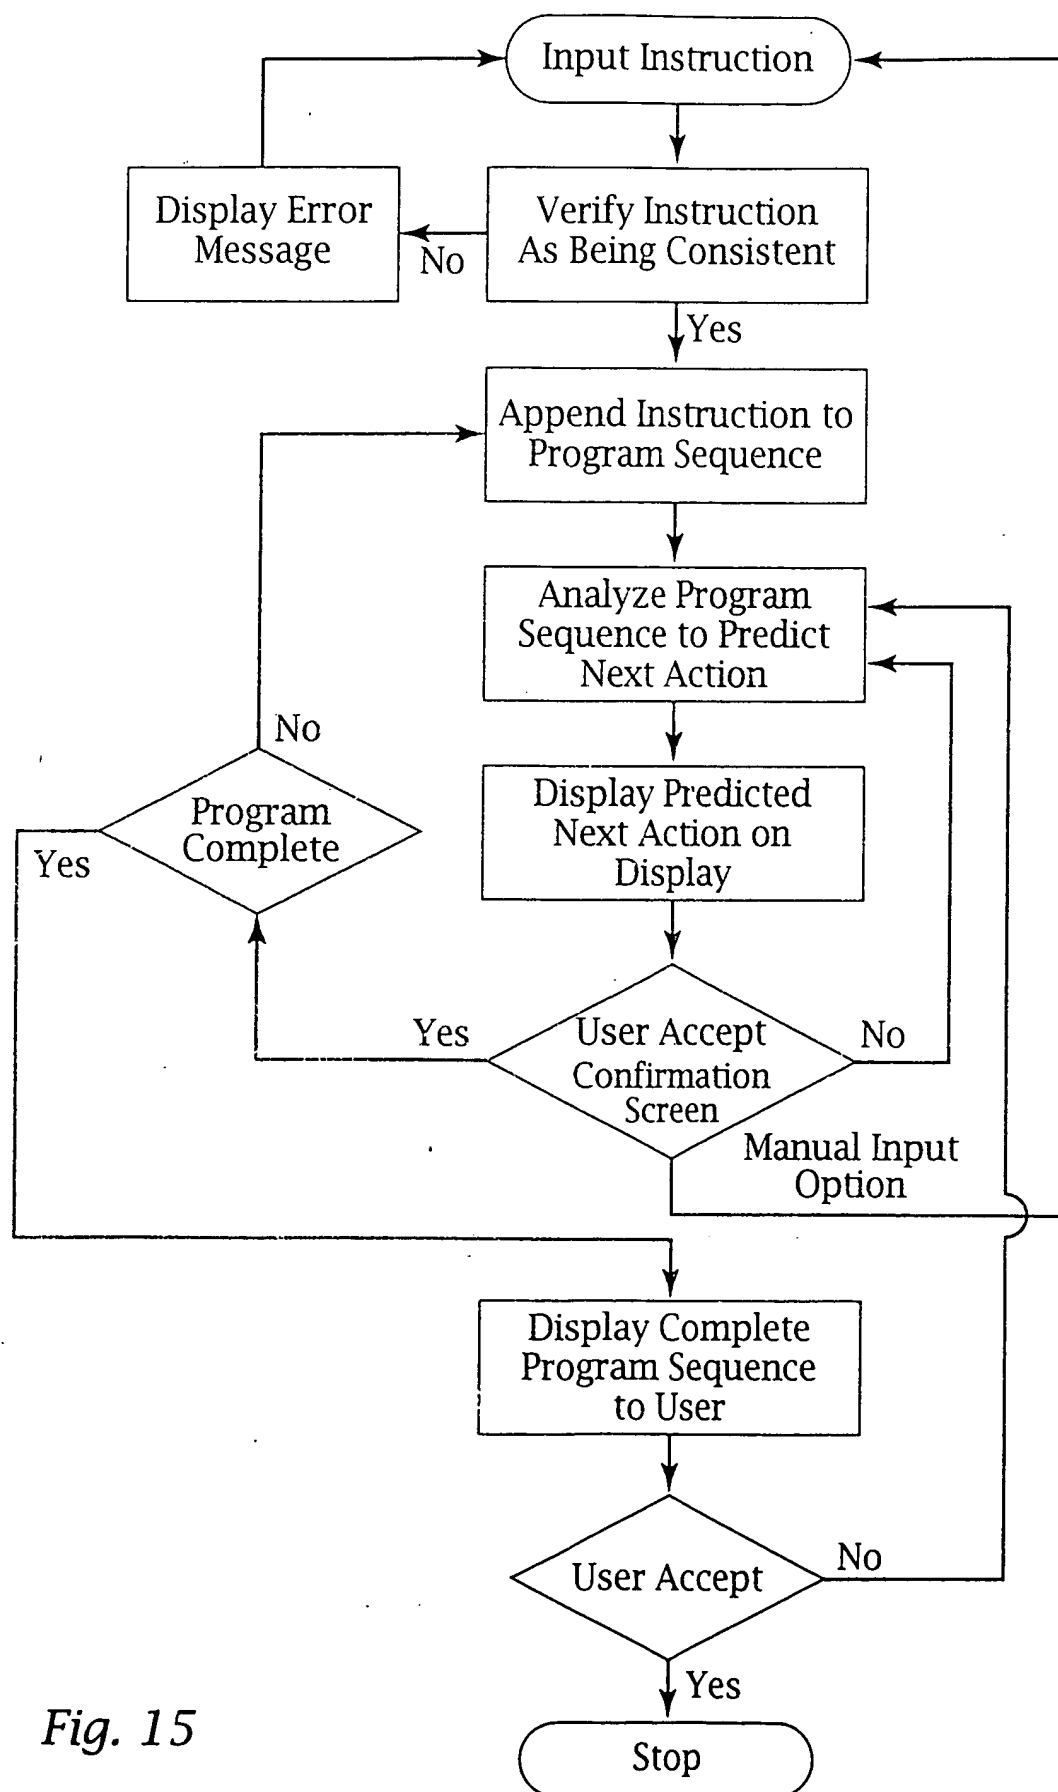 Input Instruction
Display Error
Message
No
Verify Instruction
As Being Consistent
Yes
Append Instruction to
Program Sequence
Analyze Program
Sequence to Predict
Next Action
No
Program
Complete
Yes
Display Predicted
Next Action on
Display
Yes
User Accept
Confirmation
Screen
No
Manual Input
Option
Display Complete
Program Sequence
to User
User Accept
No
Yes
Stop
Fig. 15